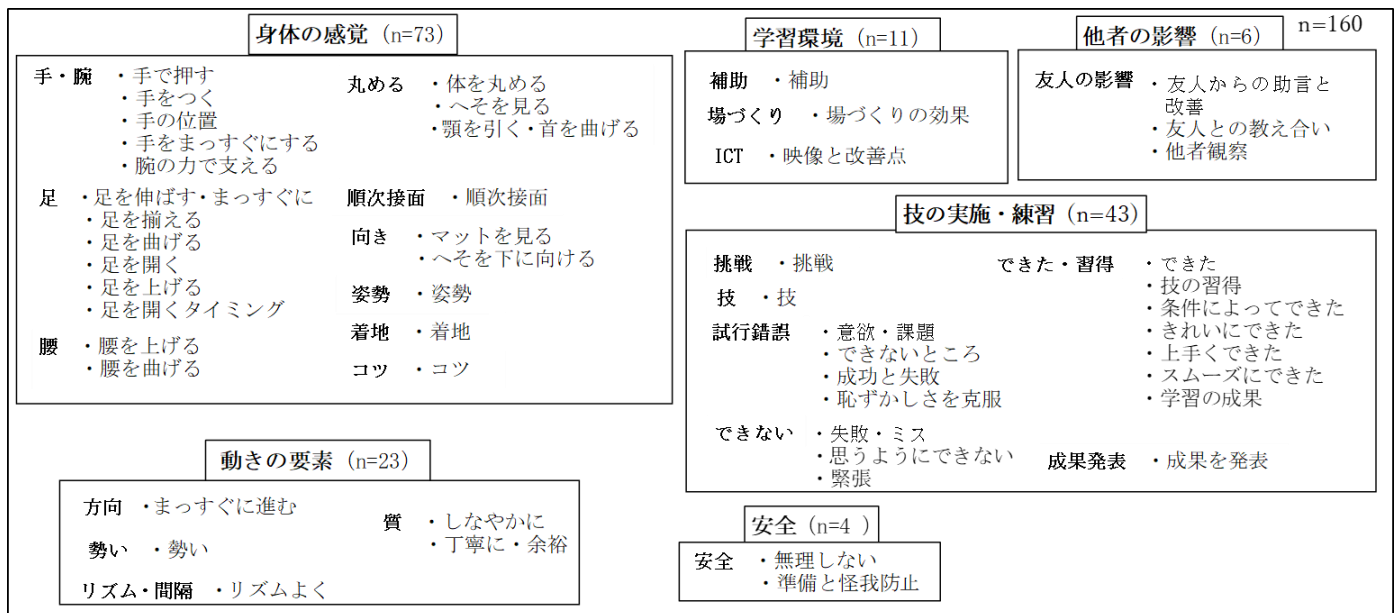 n=160
身体の感覚 (n=73)
手・腕 ・手で押す
・手をつく
・手の位置
・手をまっすぐにする
・腕の力で支える
足 ・足を伸ばす・まっすぐに
・足を揃える
・足を曲げる
・足を開く
・足を上げる
・足を開くタイミング
腰 ・腰を上げる
・腰を曲げる
丸める ・体を丸める
・へそを見る
・顎を引く・首を曲げる
順次接面 ・順次接面
向き ・マットを見る
・へそを下に向ける
姿勢 ・姿勢
着地 ・着地
コツ ・コツ
動きの要素 (n=23)
方向 ・まっすぐに進む
勢い ・勢い
リズム・間隔 ・リズムよく
質 ・しなやかに
・丁寧に・余裕
学習環境 (n=11)
補助 ・補助
場づくり ・場づくりの効果
ICT ・映像と改善点
他者の影響 (n=6)
友人の影響 ・友人からの助言と
改善
・友人との教え合い
・他者観察
技の実施・練習 (n=43)
挑戦 ・挑戦
技 ・技
試行錯誤 ・意欲・課題
・できないところ
・成功と失敗
・恥ずかしさを克服
できない ・失敗・ミス
・思うようにできない
・緊張
できた・習得 ・できた
・技の習得
・条件によってできた
・きれいにできた
・上手くできた
・スムーズにできた
・学習の成果
成果発表 ・成果を発表
安全 (n=4 )
安全 ・無理しない
・準備と怪我防止